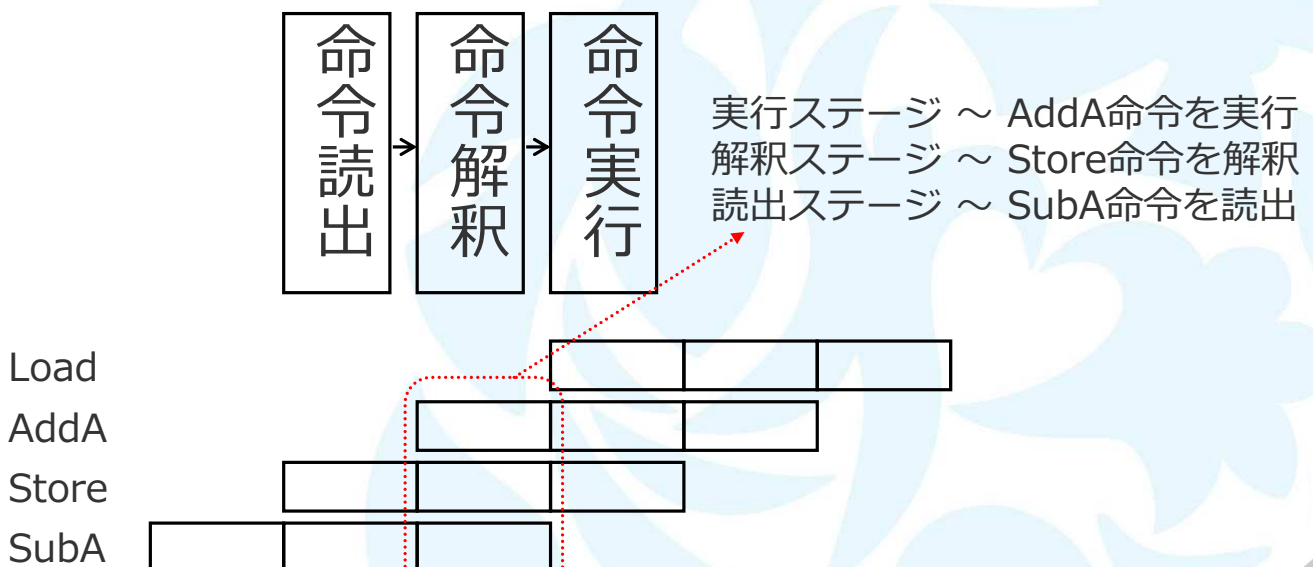 命令読出
命令解釈
命令実行
実行ステージ ～ AddA命令を実行
解釈ステージ ～ Store命令を解釈
読出ステージ ～ SubA命令を読出
Load
AddA
Store
SubA